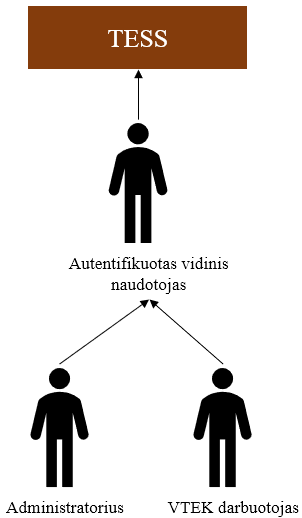 TESS
Autentifikuotas vidinis
naudotojas
Administratorius
VTEK darbuotojas